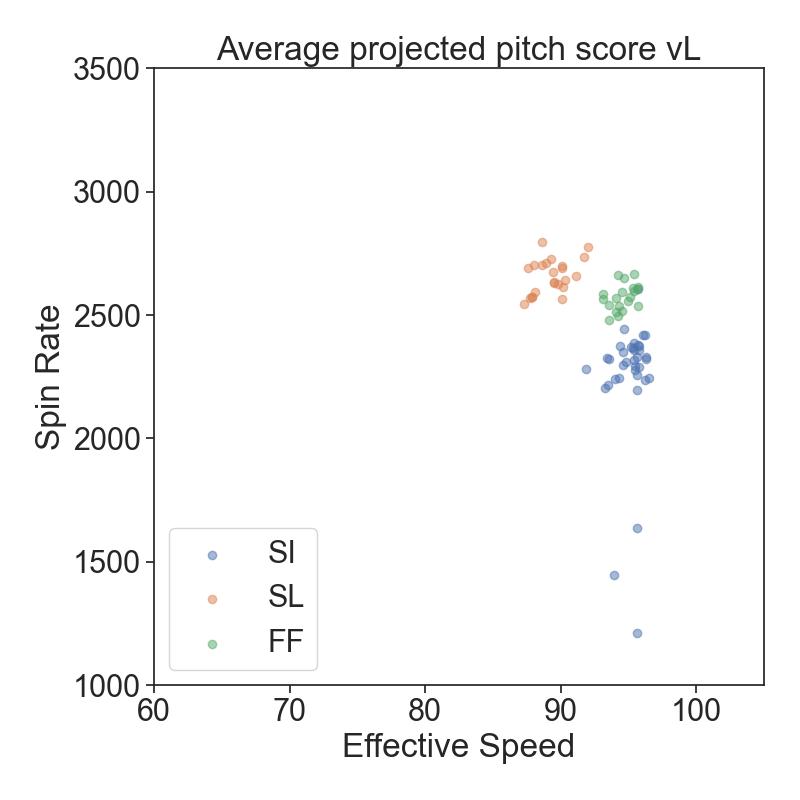 Average projected pitch score vL
3500
3000
2500
2000
1500
1000
Spin Rate
SI
SL
FF
60 70 80 90 100
Effective Speed